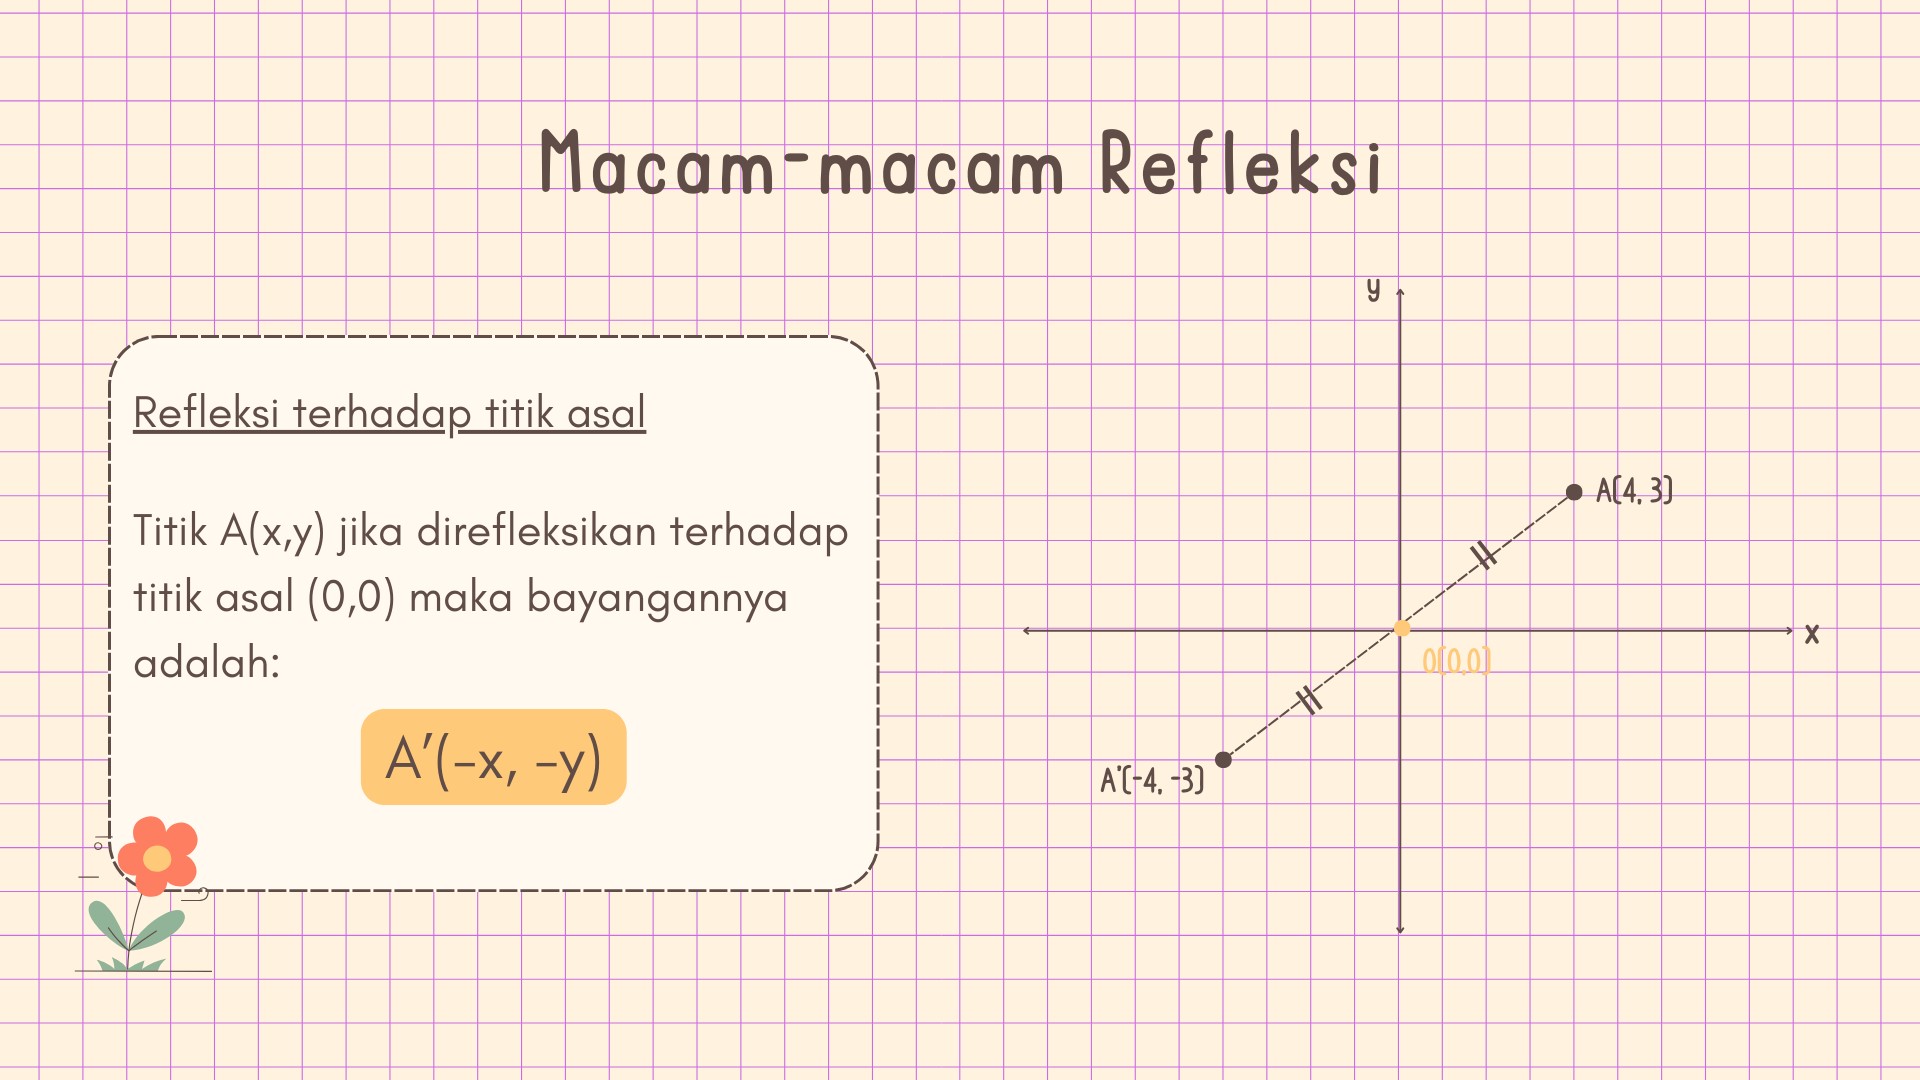 Macam-macam Refleksi
Refleksi terhadap titik asal
Titik A(x,y) jika direfleksikan terhadap
titik asal (0,0) maka bayangannya
adalah:
A’(-x, -y)
y
A(4, 3)
x
O(0,0)
A'(-4, -3)